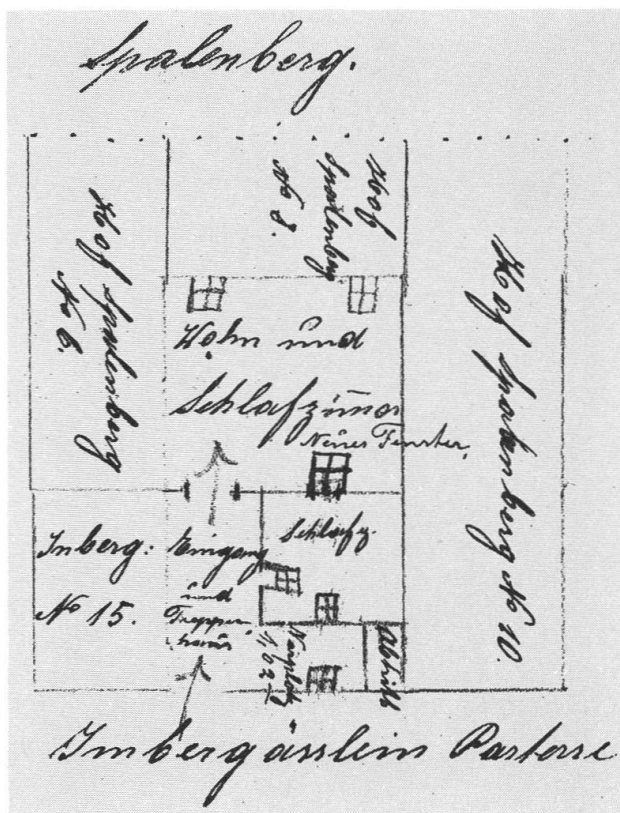 Spalenberg.
Hof Spalenberg
No 6.
Hof
Spalenberg
No 8.
Hof Spalenberg No 10.
Wohn und
Schlafzimer
Neues Fenster,
Schlafz.
Imberg:
No 15.
Eingang
und
Treppen
haus
Abtritt
Imbergässlein Parterre